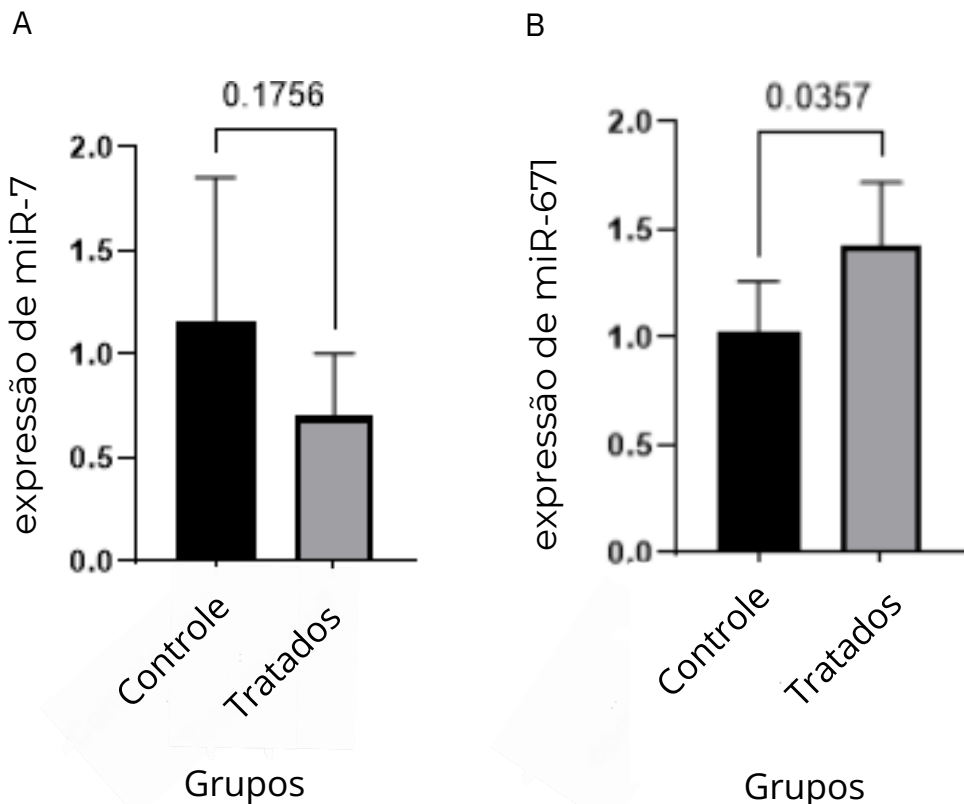 A
0.1756
expressão de miR-7
2.0
1.5
1.0
0.5
0.0
Controle
Tratados
Grupos
B
0.0357
expressão de miR-671
2.0
1.5
1.0
0.5
0.0
Controle
Tratados
Grupos